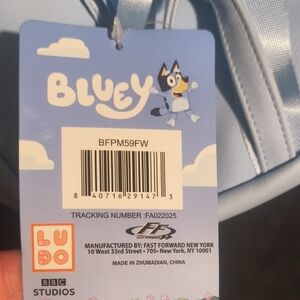 BLUEY
BFPM59FW
8 40716 29147 3
TRACKING NUMBER :FA022025
FF
LUDO
MANUFACTURED BY: FAST FORWARD NEW YORK
10 West 33rd Street • 705• New York, NY 10001
MADE IN ZHUMADIAN, CHINA
BBC
STUDIOS